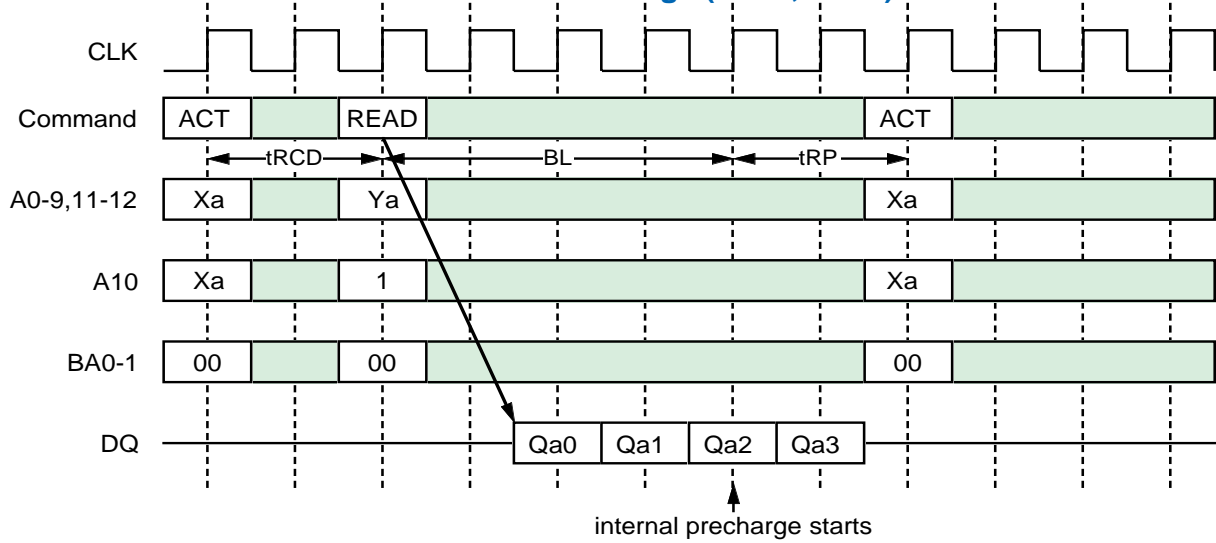 CLK
Command ACT READ ACT
tRCD BL tRP
A0-9,11-12 Xa Ya Xa
A10 Xa 1 Xa
BA0-1 00 00 00
DQ Qa0 Qa1 Qa2 Qa3
internal precharge starts